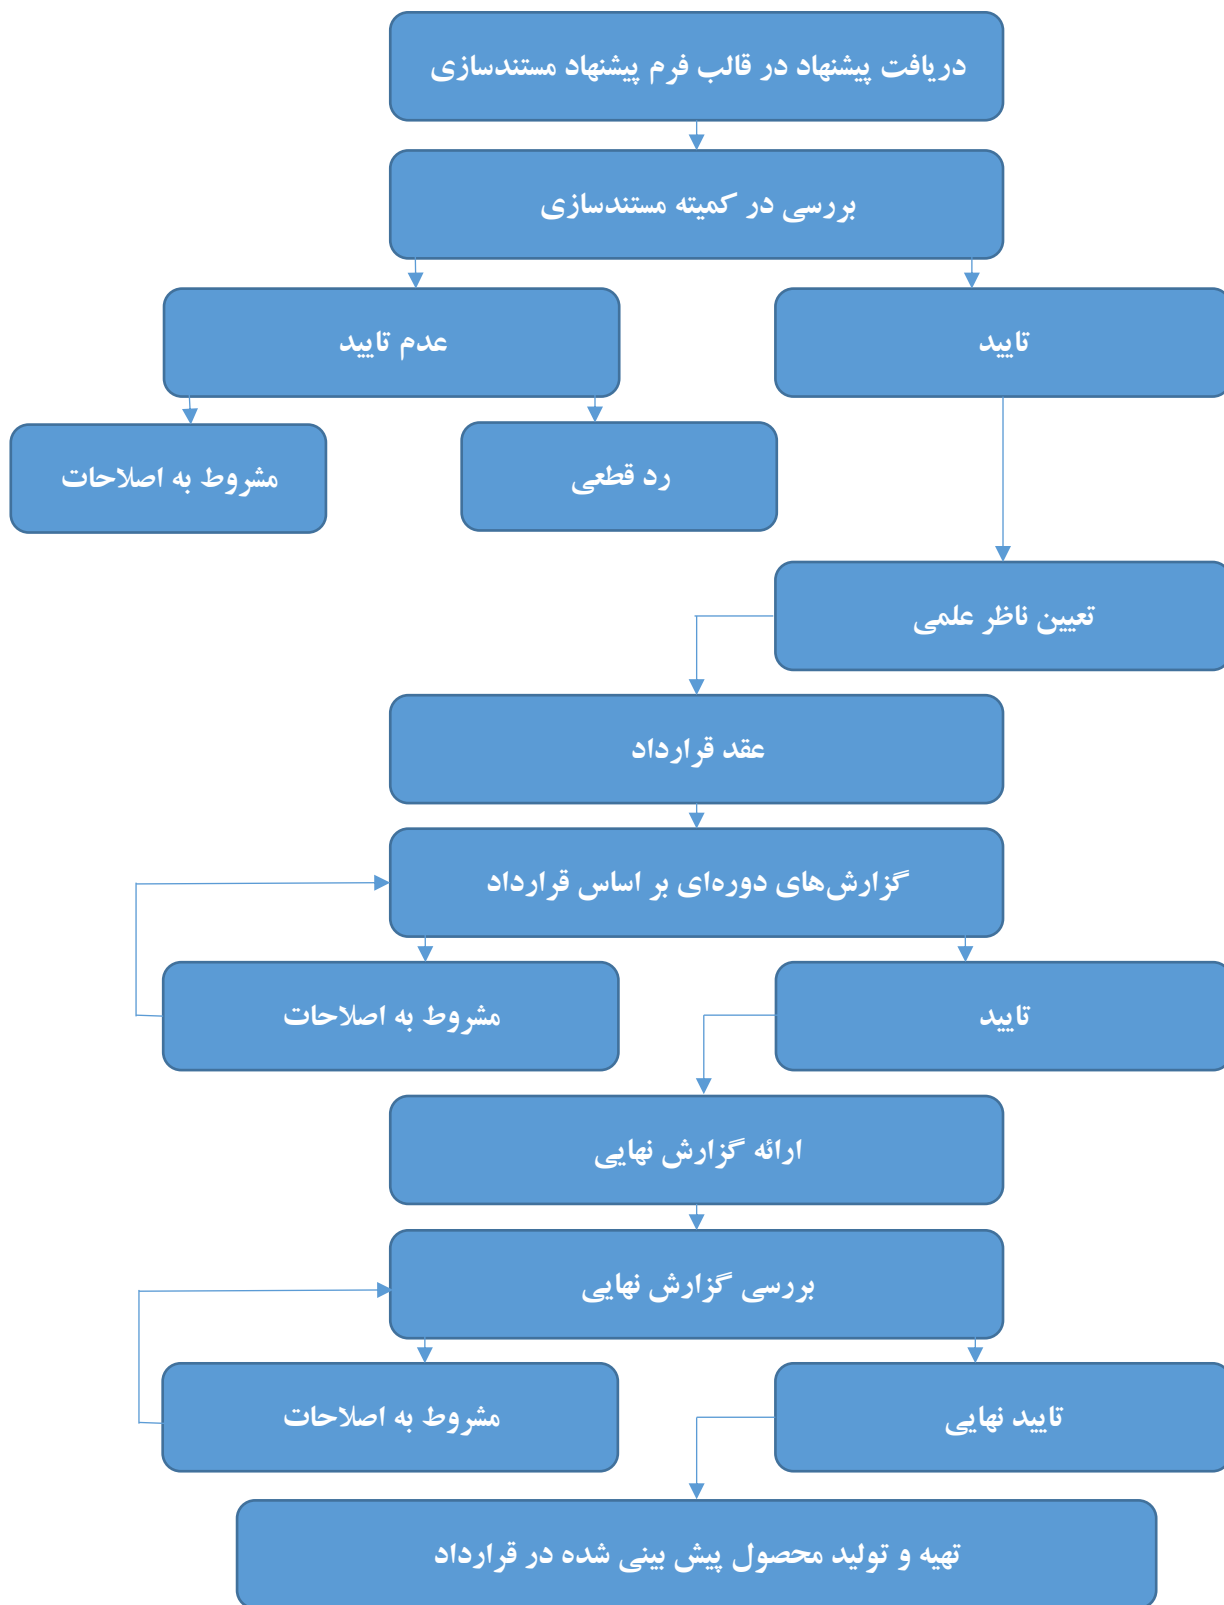 دریافت پیشنهاد در قالب فرم پیشنهاد مستندسازی
بررسی در کمیته مستندسازی
تایید
عدم تایید
رد قطعی
مشروط به اصلاحات
تعیین ناظر علمی
عقد قرارداد
گزارش‌های دوره‌ای بر اساس قرارداد
تایید
مشروط به اصلاحات
ارائه گزارش نهایی
بررسی گزارش نهایی
تایید نهایی
مشروط به اصلاحات
تهیه و تولید محصول پیش بینی شده در قرارداد